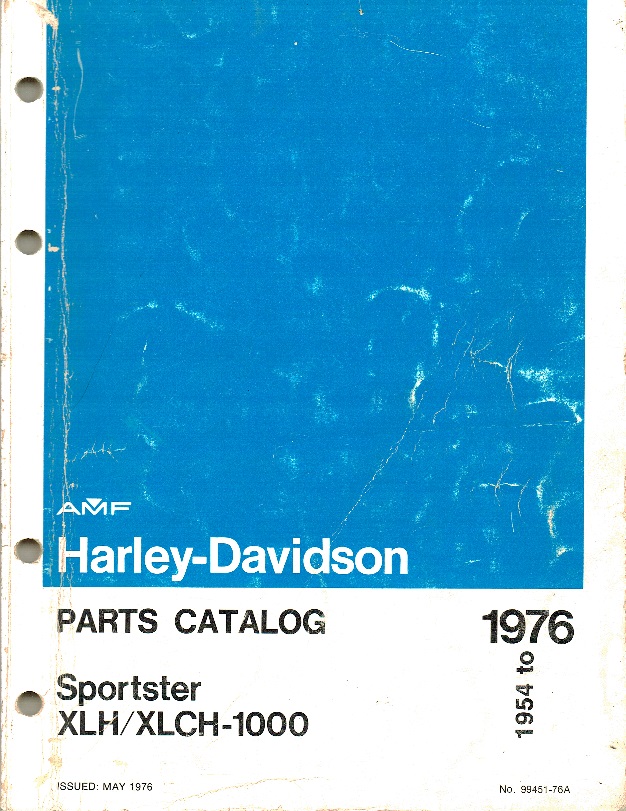 AMF
Harley-Davidson
PARTS CATALOG
1976
1954 to
Sportster
XLH/XLCH-1000
ISSUED: MAY 1976
No. 99451-76A